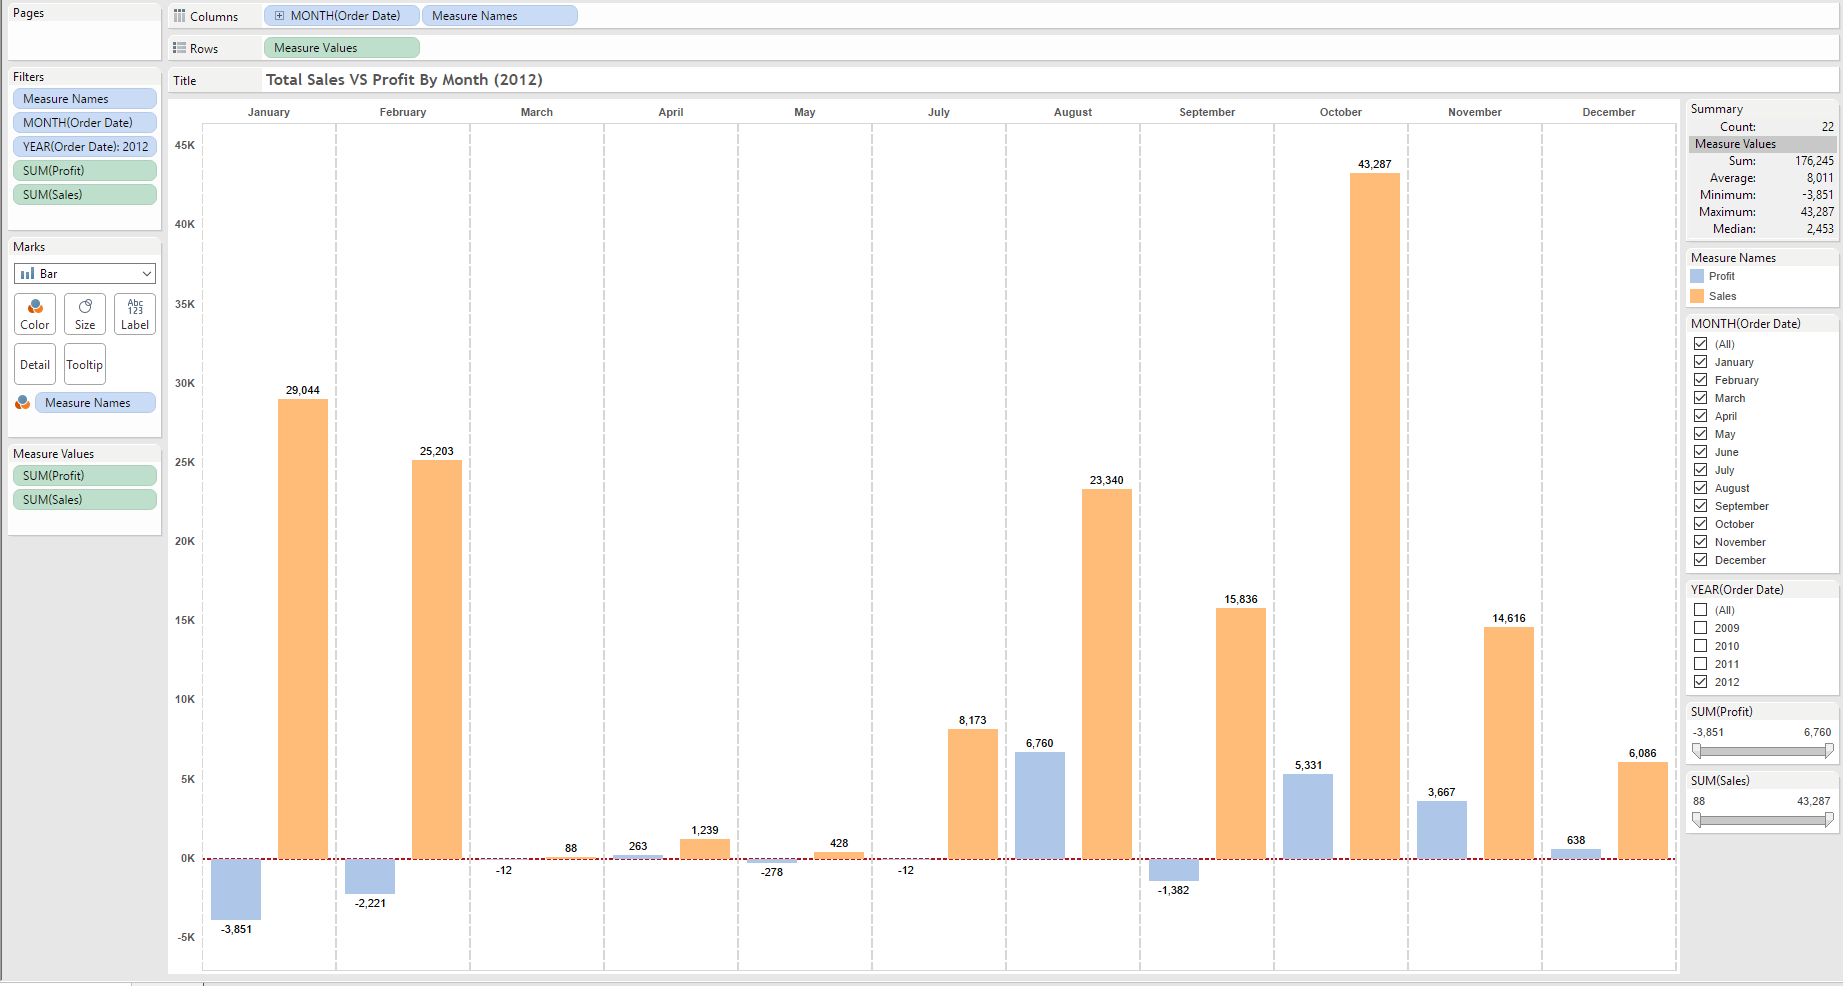 Pages
Columns
MONTH(Order Date)
Measure Names
Rows
Measure Values
Filters
Measure Names
MONTH(Order Date)
YEAR(Order Date): 2012
SUM(Profit)
SUM(Sales)
Marks
Bar
Color
Size
Abc
123
Label
Detail
Tooltip
Measure Names
Measure Values
SUM(Profit)
SUM(Sales)
Title
Total Sales VS Profit By Month (2012)
January February March April May July August September October November December
45K
40K
35K
30K
25K
20K
15K
10K
5K
0K
-5K
-3,851
29,044
-2,221
25,203
-12
88
263
1,239
-278
428
-12
8,173
6,760
23,340
-1,382
15,836
5,331
43,287
3,667
14,616
638
6,086
Summary
Count: 22
Measure Values
Sum: 176,245
Average: 8,011
Minimum: -3,851
Maximum: 43,287
Median: 2,453
Measure Names
Profit
Sales
MONTH(Order Date)
(All)
January
February
March
April
May
June
July
August
September
October
November
December
YEAR(Order Date)
(All)
2009
2010
2011
2012
SUM(Profit)
-3,851 6,760
SUM(Sales)
88 43,287